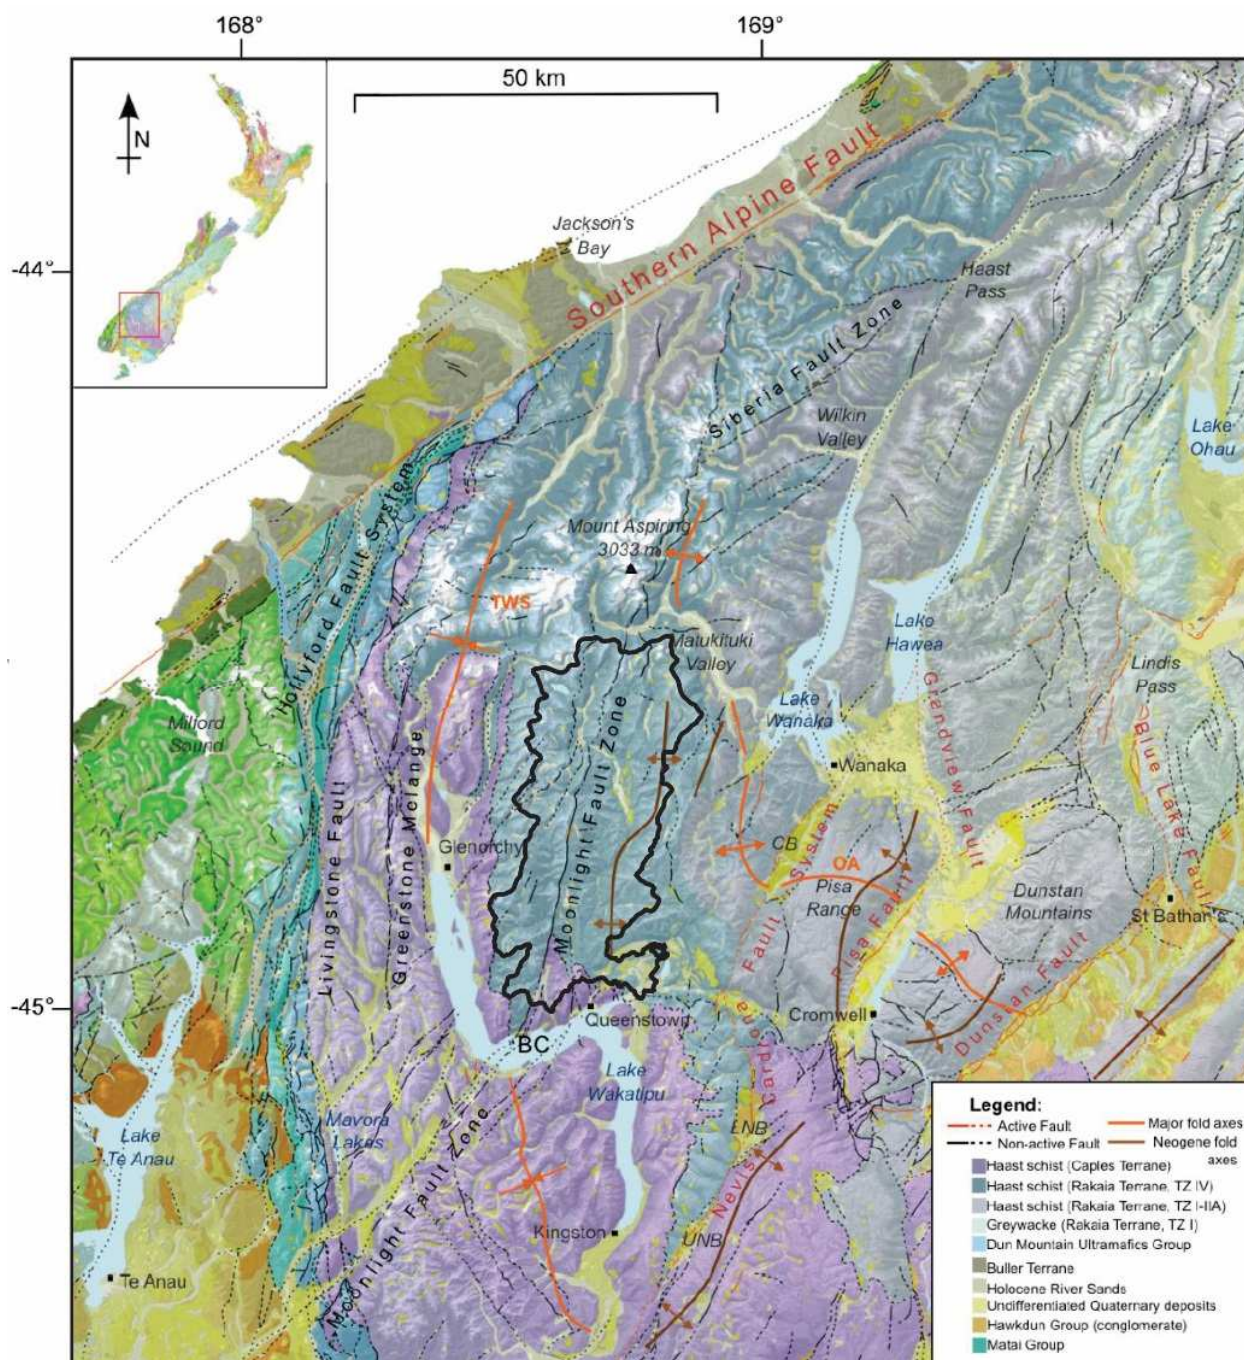 168°
169°
50 km
N
-44°
-45°
Jackson's
Bay
Southern Alpine Fault
Haast
Pass
Siberia Fault Zone
Wilkin
Valley
Lake
Ohau
Hollyford Fault System
Mount Aspiring
3033 m
TWS
Matukituki
Valley
Lake
Hawea
Lake
Wanaka
Lindis
Pass
Milford
Sound
Livingstone Fault
Greenstone Melange
Moonlight Fault Zone
Wanaka
Grandview Fault
Blue Lake Fault
Glenorchy
CB
OA
Pisa
Range
Pisa Fault
Dunstan
Mountains
St Bathan's
Cardrona Fault System
Dunstan Fault
Queenstown
Cromwell
BC
Lake
Wakatipu
Lake
Te Anau
Mavora
Lakes
Moonlight Fault Zone
LNB
Nevis
UNB
Kingston
Te Anau
Legend:
Active Fault
Major fold axes
Non-active Fault
Neogene fold
axes
Haast schist (Caples Terrane)
Haast schist (Rakaia Terrane, TZ IV)
Haast schist (Rakaia Terrane, TZ I-IIA)
Greywacke (Rakaia Terrane, TZ I)
Dun Mountain Ultramafics Group
Buller Terrane
Holocene River Sands
Undifferentiated Quaternary deposits
Hawkdun Group (conglomerate)
Matai Group